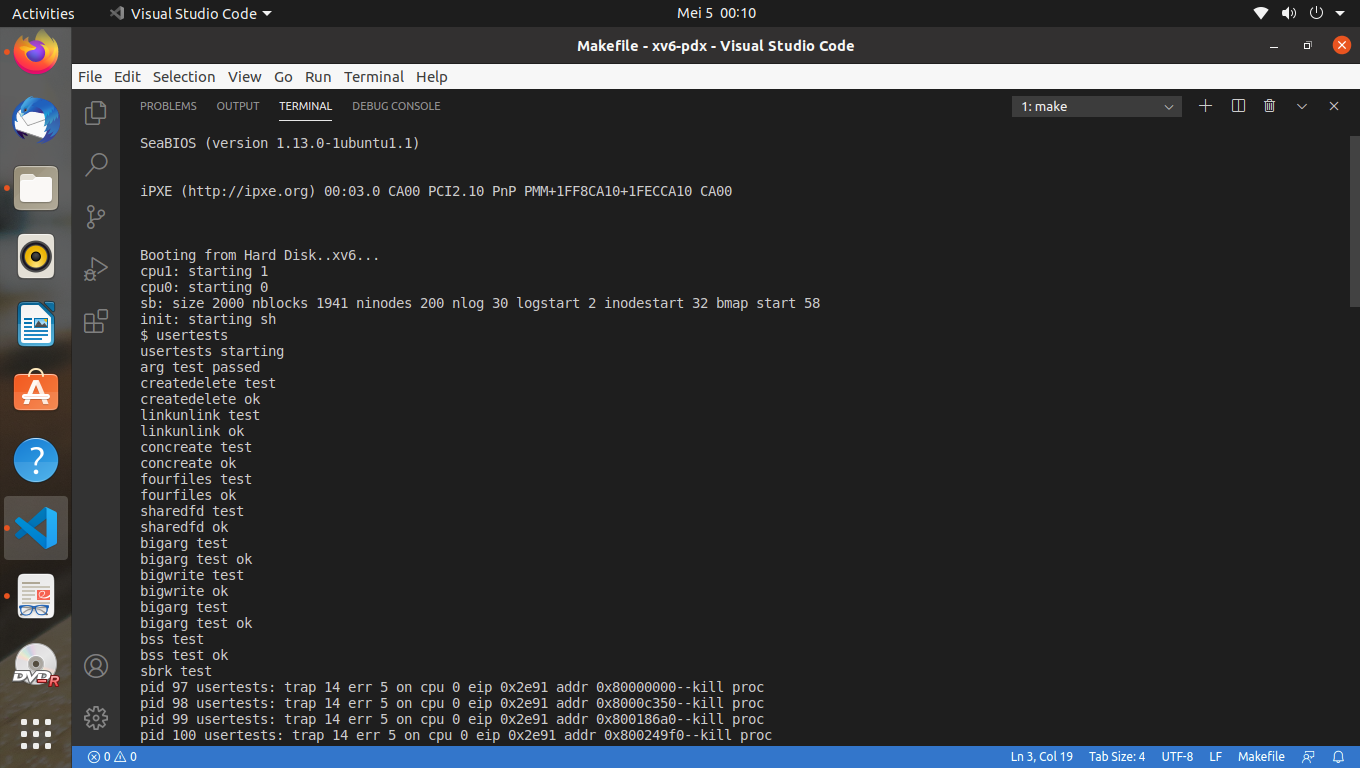 Activities Visual Studio Code Mei 5 00:10
Makefile - xv6-pdx - Visual Studio Code
File Edit Selection View Go Run Terminal Help
PROBLEMS OUTPUT TERMINAL DEBUG CONSOLE 1: make
SeaBIOS (version 1.13.0-1ubuntu1.1)
iPXE (http://ipxe.org) 00:03.0 CA00 PCI2.10 PnP PMM+1FF8CA10+1FECCA10 CA00
Booting from Hard Disk..xv6...
cpu1: starting 1
cpu0: starting 0
sb: size 2000 nblocks 1941 ninodes 200 nlog 30 logstart 2 inodestart 32 bmap start 58
init: starting sh
$ usertests
usertests starting
arg test passed
createdelete test
createdelete ok
linkunlink test
linkunlink ok
concreate test
concreate ok
fourfiles test
fourfiles ok
sharedfd test
sharedfd ok
bigarg test
bigarg test ok
bigwrite test
bigwrite ok
bigarg test
bigarg test ok
bss test
bss test ok
sbrk test
pid 97 usertests: trap 14 err 5 on cpu 0 eip 0x2e91 addr 0x80000000--kill proc
pid 98 usertests: trap 14 err 5 on cpu 0 eip 0x2e91 addr 0x8000c350--kill proc
pid 99 usertests: trap 14 err 5 on cpu 0 eip 0x2e91 addr 0x800186a0--kill proc
pid 100 usertests: trap 14 err 5 on cpu 0 eip 0x2e91 addr 0x800249f0--kill proc
DVD-R
0 0 Ln 3, Col 19 Tab Size: 4 UTF-8 LF Makefile